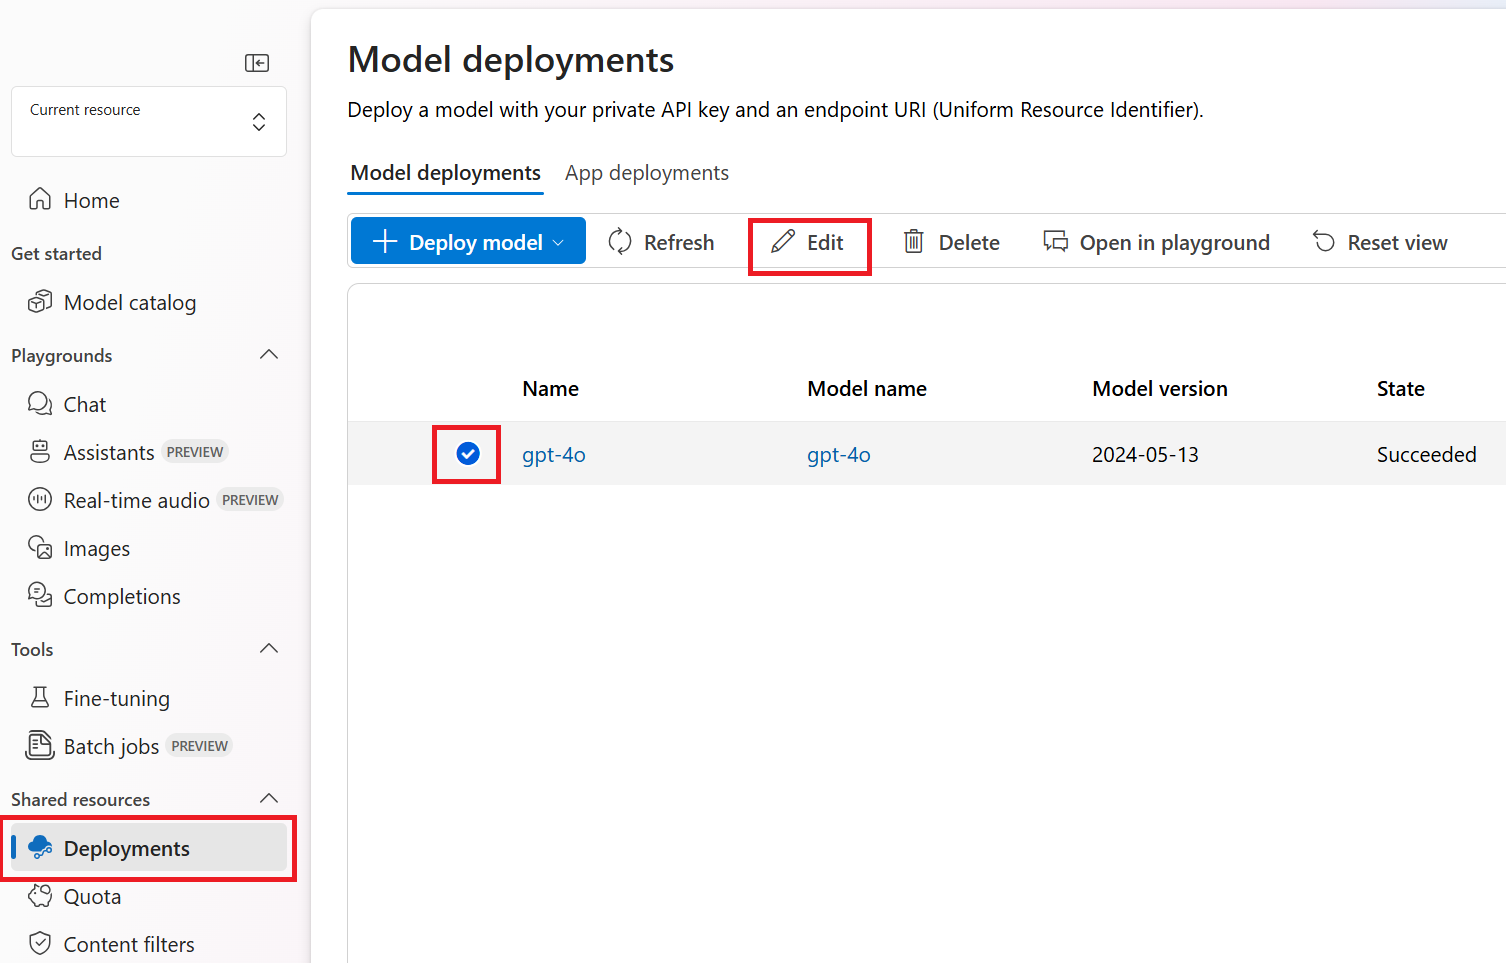 Current resource
Home
Get started
Model catalog
Playgrounds
Chat
Assistants PREVIEW
Real-time audio PREVIEW
Images
Completions
Tools
Fine-tuning
Batch jobs PREVIEW
Shared resources
Deployments
Quota
Content filters
Model deployments
Deploy a model with your private API key and an endpoint URI (Uniform Resource Identifier).
Model deployments App deployments
Deploy model Refresh Edit Delete Open in playground Reset view
Name Model name Model version State
gpt-4o gpt-4o 2024-05-13 Succeeded